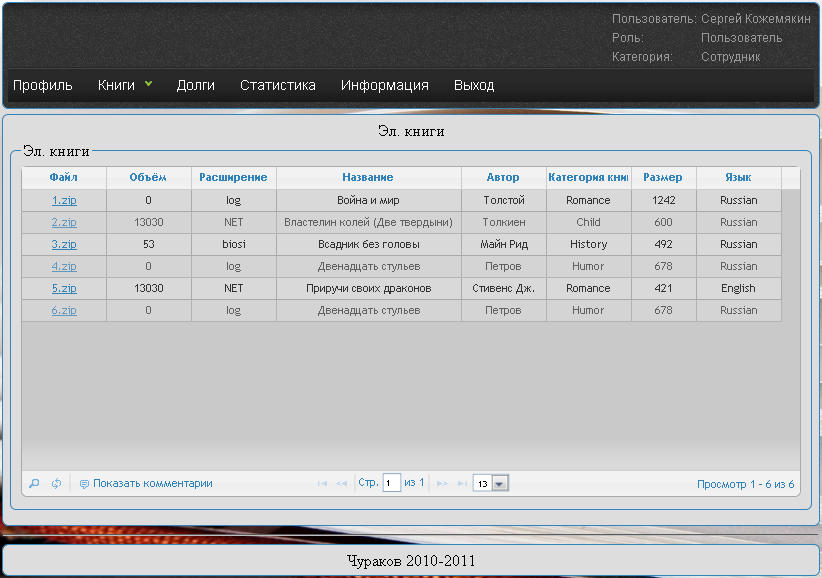 Пользователь: Сергей Кожемякин
Роль: Пользователь
Категория: Сотрудник
Профиль Книги Долги Статистика Информация Выход
Эл. книги
Эл. книги
Файл Объём Расширение Название Автор Категория книг Размер Язык
1.zip 0 log Война и мир Толстой Romance 1242 Russian
2.zip 13030 NET Властелин колей (Две твердыни) Толкиен Child 600 Russian
3.zip 53 biosi Всадник без головы Майн Рид History 492 Russian
4.zip 0 log Двенадцать стульев Петров Humor 678 Russian
5.zip 13030 NET Приручи своих драконов Стивенс Дж. Romance 421 English
6.zip 0 log Двенадцать стульев Петров Humor 678 Russian
Показать комментарии Стр. 1 из 1 13 Просмотр 1 - 6 из 6
Чураков 2010-2011